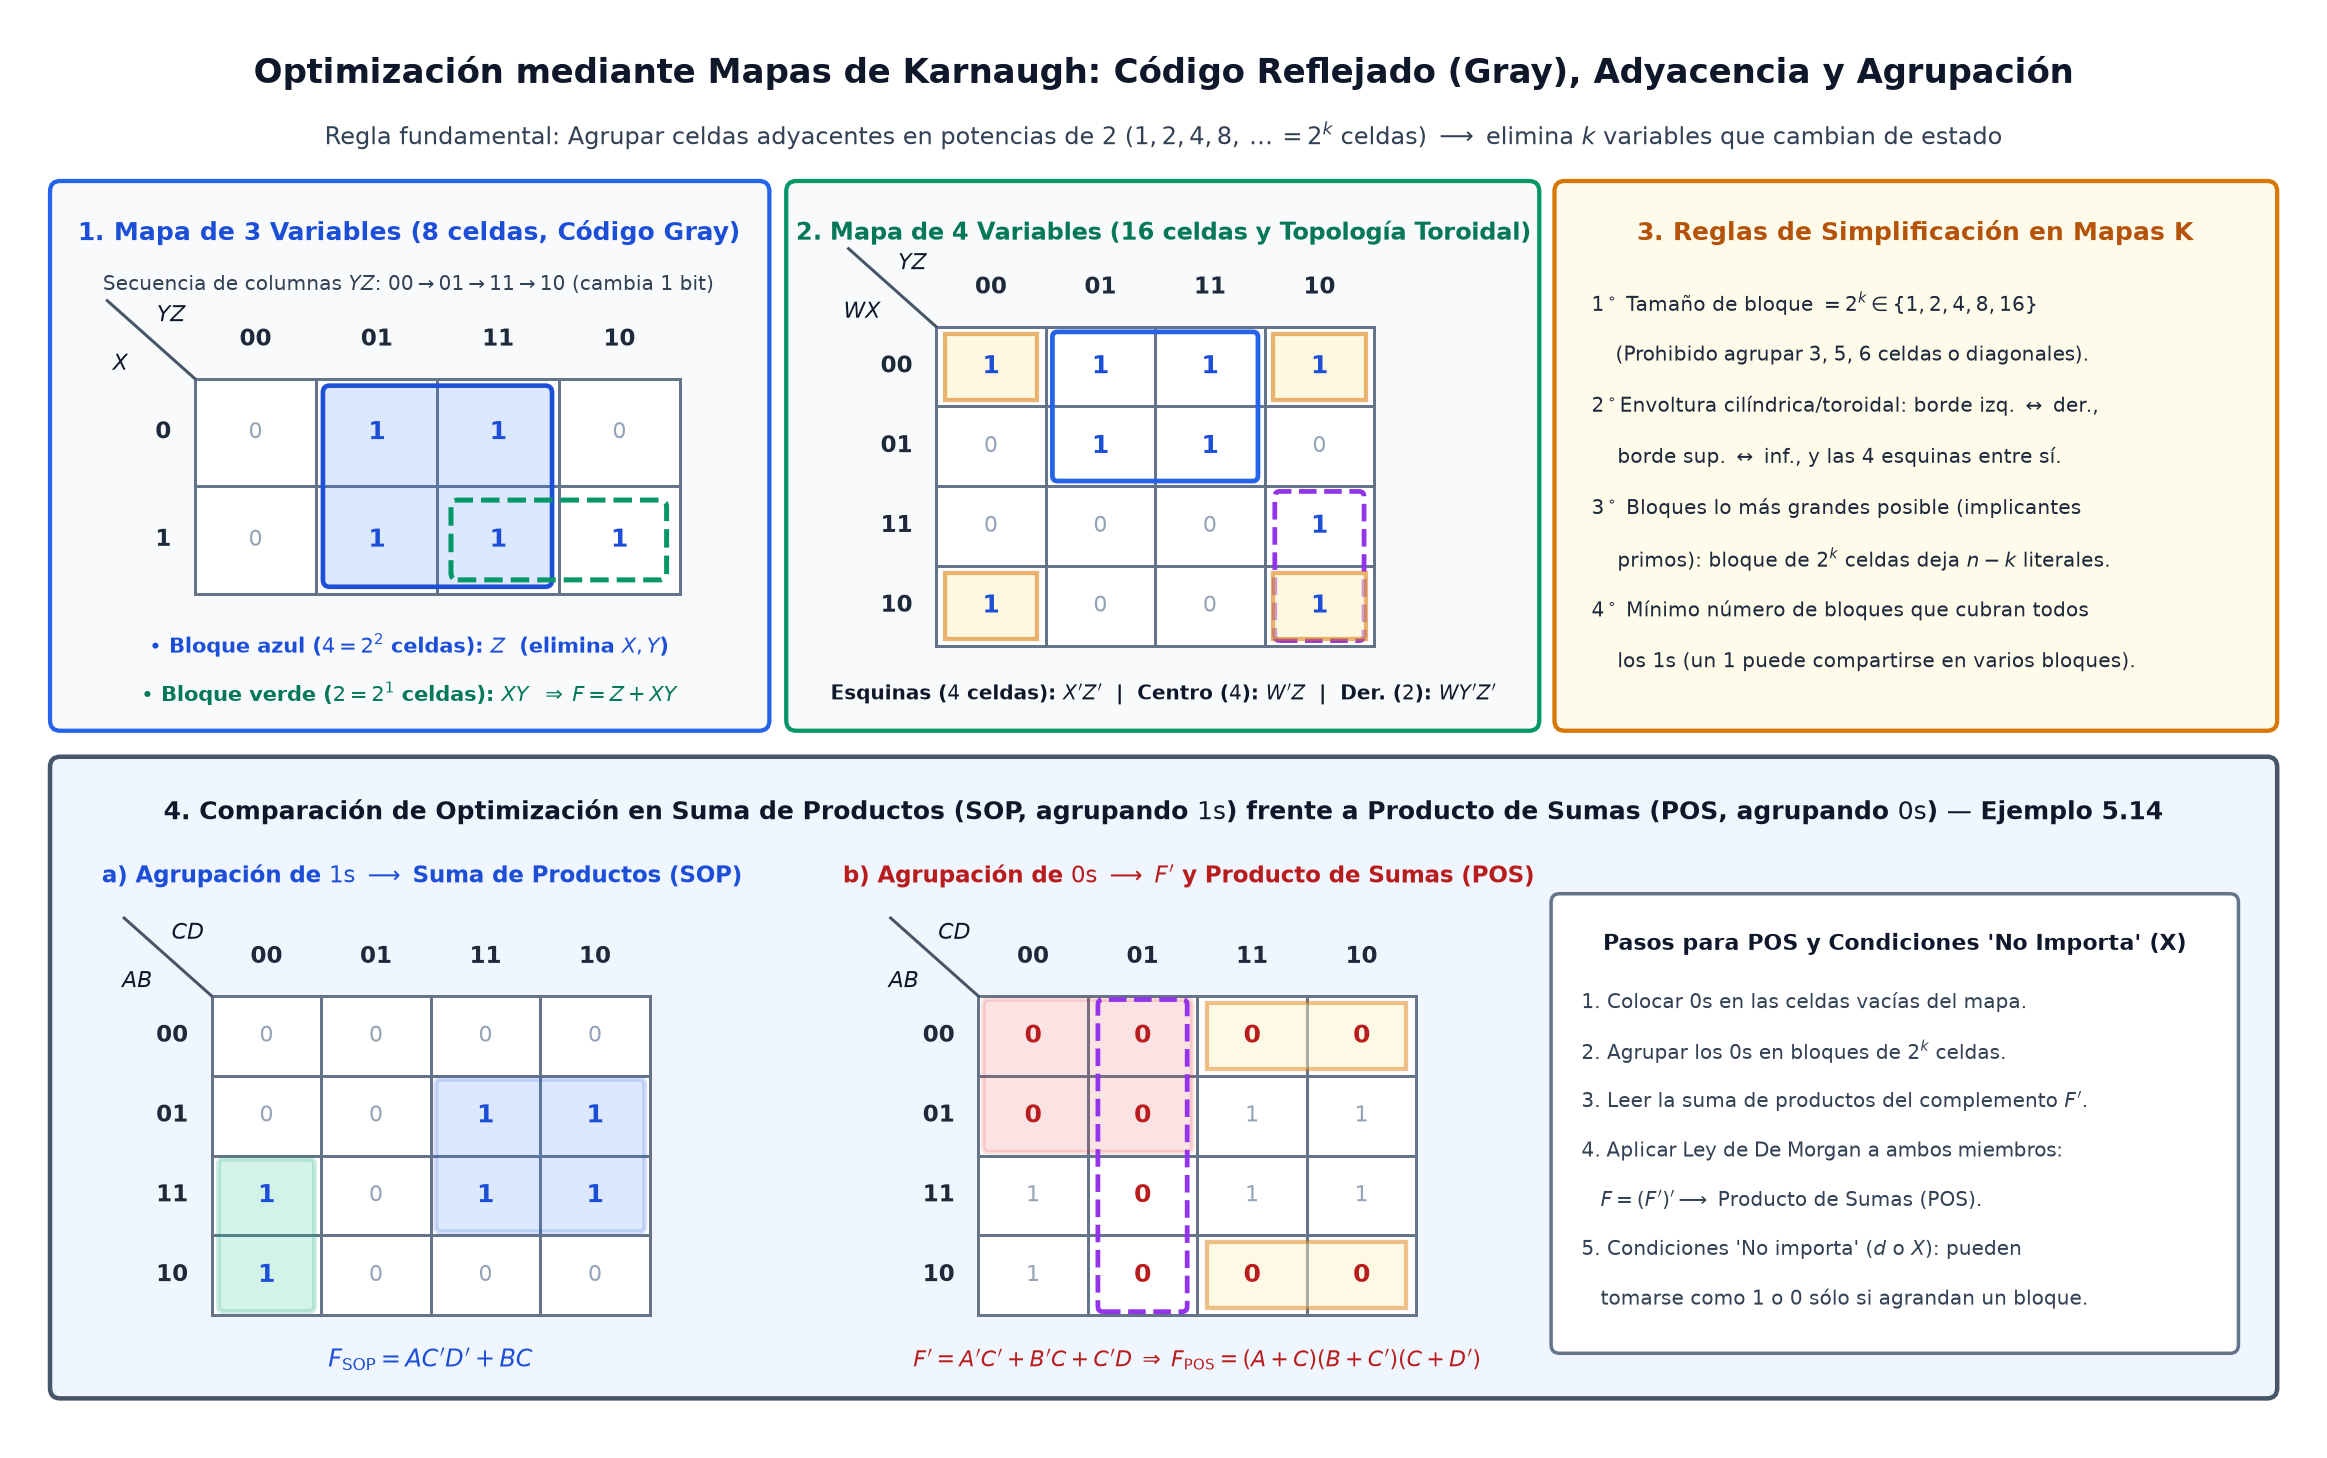 Optimización mediante Mapas de Karnaugh: Código Reflejado (Gray), Adyacencia y Agrupación
Regla fundamental: Agrupar celdas adyacentes en potencias de 2 (1, 2, 4, 8, … = 2^k celdas) ⟶ elimina k variables que cambian de estado
1. Mapa de 3 Variables (8 celdas, Código Gray)
Secuencia de columnas YZ: 00→01→11→10 (cambia 1 bit)
YZ
X
00 01 11 10
0 0 1 1 0
1 0 1 1 1
• Bloque azul (4 = 2^2 celdas): Z (elimina X, Y)
• Bloque verde (2 = 2^1 celdas): XY ⇒ F = Z + XY
2. Mapa de 4 Variables (16 celdas y Topología Toroidal)
YZ
WX
00 01 11 10
00 1 1 1 1
01 0 1 1 0
11 0 0 0 1
10 1 0 0 1
Esquinas (4 celdas): X′Z′ | Centro (4): W′Z | Der. (2): WY′Z′
3. Reglas de Simplificación en Mapas K
1° Tamaño de bloque = 2^k ∈ {1, 2, 4, 8, 16}
(Prohibido agrupar 3, 5, 6 celdas o diagonales).
2° Envoltura cilíndrica/toroidal: borde izq. ↔ der.,
borde sup. ↔ inf., y las 4 esquinas entre sí.
3° Bloques lo más grandes posible (implicantes
primos): bloque de 2^k celdas deja n − k literales.
4° Mínimo número de bloques que cubran todos
los 1s (un 1 puede compartirse en varios bloques).
4. Comparación de Optimización en Suma de Productos (SOP, agrupando 1s) frente a Producto de Sumas (POS, agrupando 0s) — Ejemplo 5.14
a) Agrupación de 1s ⟶ Suma de Productos (SOP)
CD
AB
00 01 11 10
00 0 0 0 0
01 0 0 1 1
11 1 0 1 1
10 1 0 0 0
F_SOP = AC′D′ + BC
b) Agrupación de 0s ⟶ F′ y Producto de Sumas (POS)
CD
AB
00 01 11 10
00 0 0 0 0
01 0 0 1 1
11 1 0 1 1
10 1 0 0 0
F′ = A′C′ + B′C + C′D ⇒ F_POS = (A + C)(B + C′)(C + D′)
Pasos para POS y Condiciones 'No Importa' (X)
1. Colocar 0s en las celdas vacías del mapa.
2. Agrupar los 0s en bloques de 2^k celdas.
3. Leer la suma de productos del complemento F′.
4. Aplicar Ley de De Morgan a ambos miembros:
F = (F′)′ ⟶ Producto de Sumas (POS).
5. Condiciones 'No importa' (d o X): pueden
tomarse como 1 o 0 sólo si agrandan un bloque.